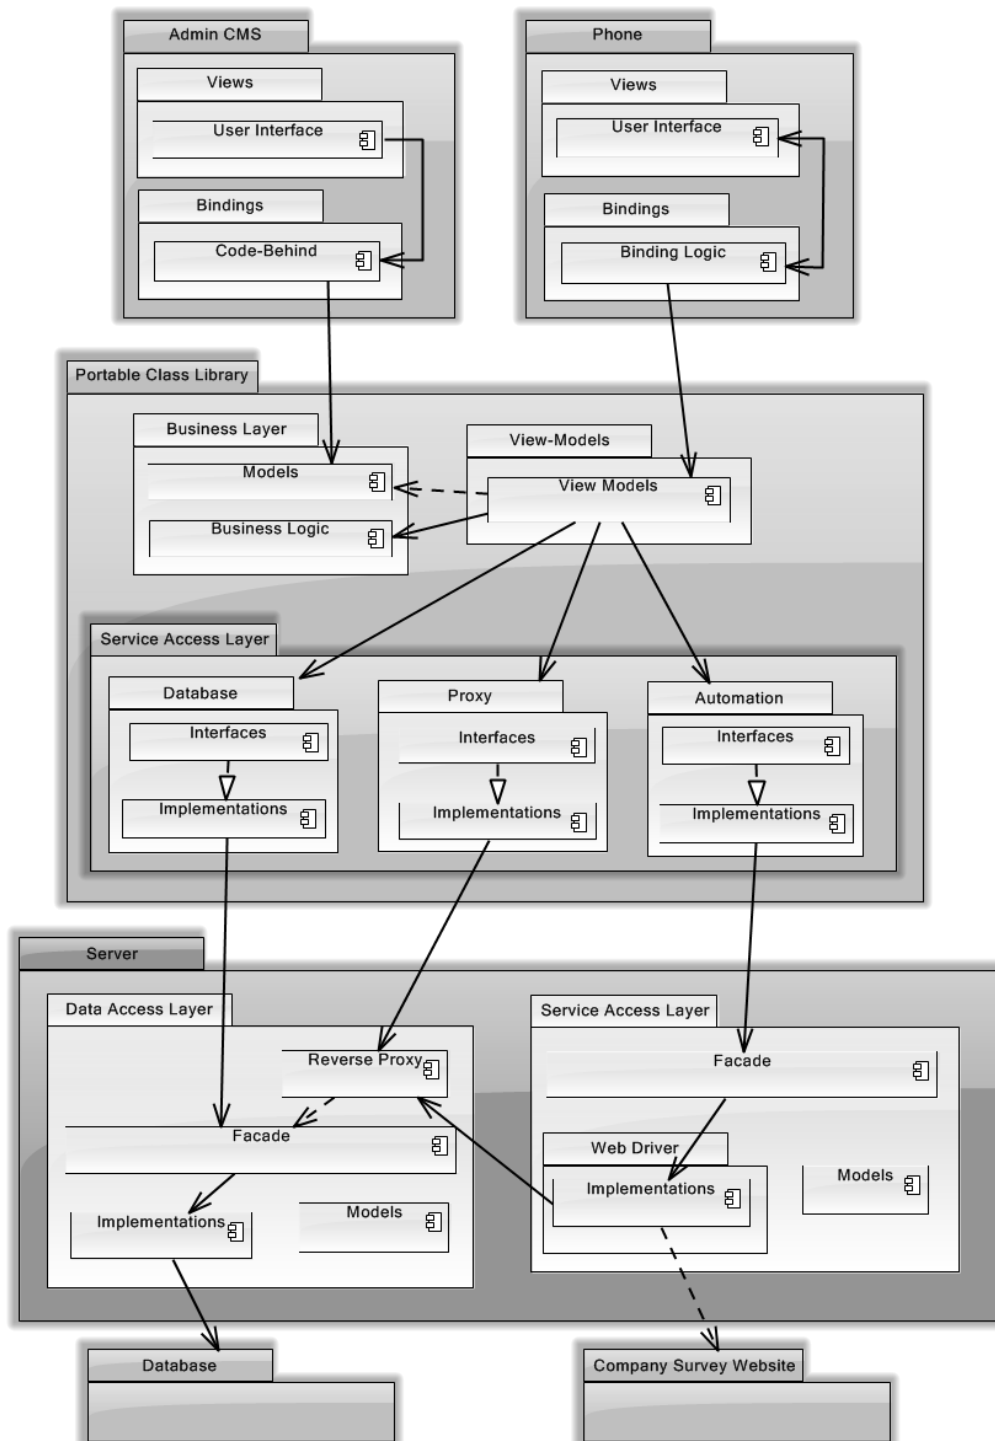 Admin CMS
Views
User Interface
Bindings
Code-Behind
Phone
Views
User Interface
Bindings
Binding Logic
Portable Class Library
Business Layer
Models
Business Logic
View-Models
View Models
Service Access Layer
Database
Interfaces
Implementations
Proxy
Interfaces
Implementations
Automation
Interfaces
Implementations
Server
Data Access Layer
Reverse Proxy
Facade
Implementations
Models
Service Access Layer
Facade
Web Driver
Implementations
Models
Database
Company Survey Website